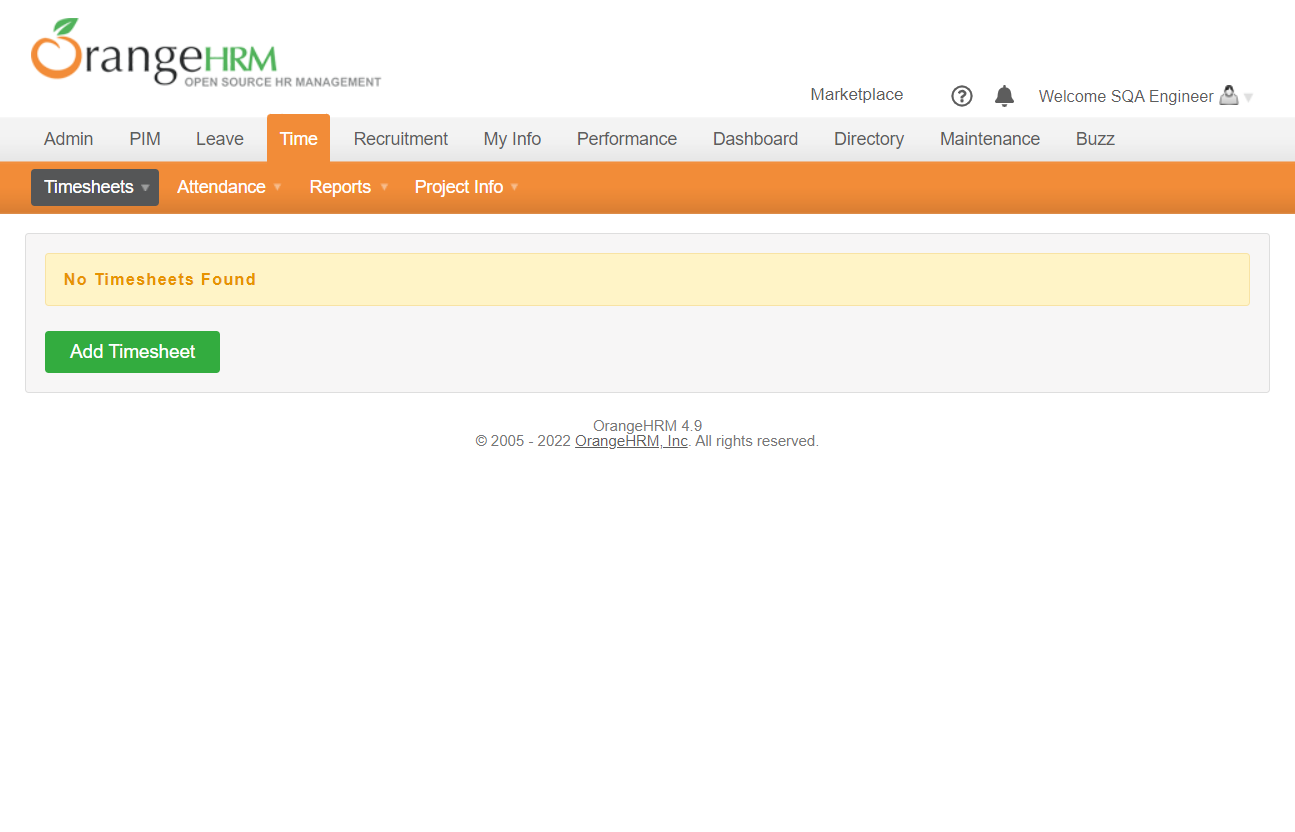 OrangeHRM
OPEN SOURCE HR MANAGEMENT
Marketplace ? Welcome SQA Engineer
Admin PIM Leave Time Recruitment My Info Performance Dashboard Directory Maintenance Buzz
Timesheets Attendance Reports Project Info
No Timesheets Found
Add Timesheet
OrangeHRM 4.9
© 2005 - 2022 OrangeHRM, Inc. All rights reserved.